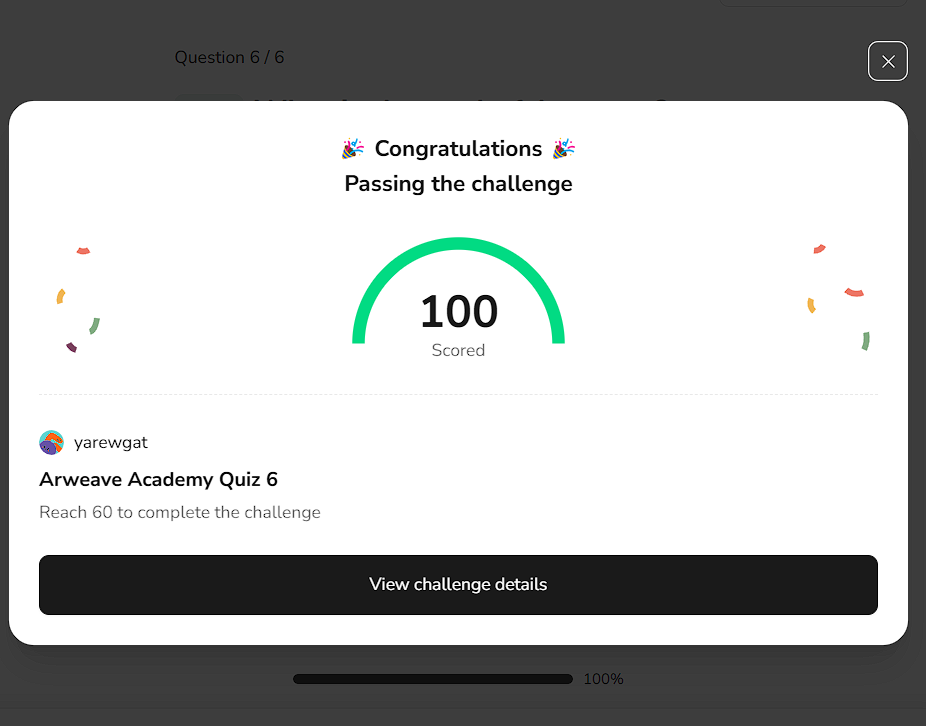 Question 6 / 6
Congratulations
Passing the challenge
100
Scored
yarewgat
Arweave Academy Quiz 6
Reach 60 to complete the challenge
View challenge details
100%